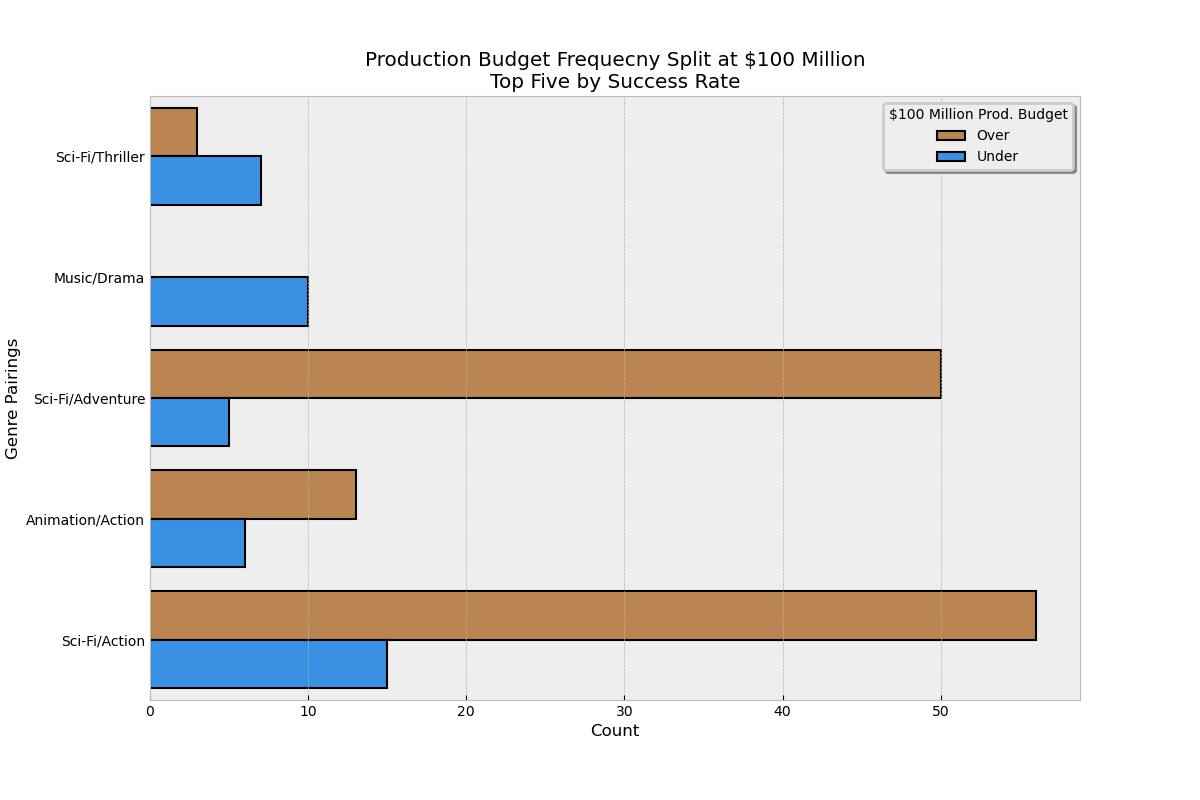 Production Budget Frequecny Split at $100 Million
Top Five by Success Rate
$100 Million Prod. Budget
Over
Under
Genre Pairings
Sci-Fi/Thriller
Music/Drama
Sci-Fi/Adventure
Animation/Action
Sci-Fi/Action
0 10 20 30 40 50
Count